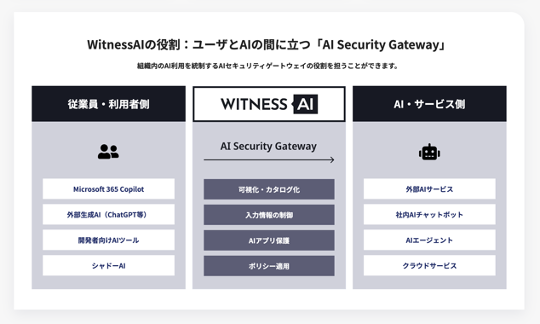 WitnessAIの役割：ユーザとAIの間に立つ「AI Security Gateway」
組織内のAI利用を統制するAIセキュリティゲートウェイの役割を担うことができます。
従業員・利用者側
Microsoft 365 Copilot
外部生成AI（ChatGPT等）
開発者向けAIツール
シャドーAI
WITNESS AI
AI Security Gateway
可視化・カタログ化
入力情報の制御
AIアプリ保護
ポリシー適用
AI・サービス側
外部AIサービス
社内AIチャットボット
AIエージェント
クラウドサービス